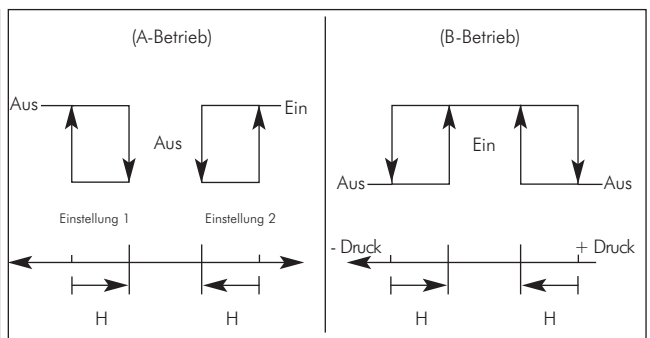 (A-Betrieb)
Aus
Aus
Ein
Einstellung 1
Einstellung 2
H
H
(B-Betrieb)
Ein
Aus
Aus
- Druck
+ Druck
H
H